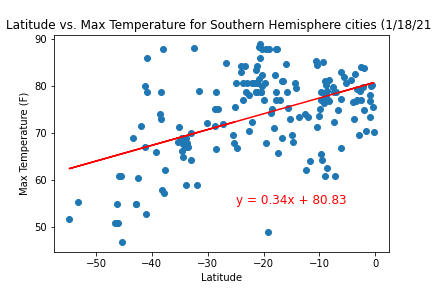 Latitude vs. Max Temperature for Southern Hemisphere cities (1/18/21
90
80
70
60
50
Max Temperature (F)
y = 0.34x + 80.83
−50
−40
−30
−20
−10
0
Latitude